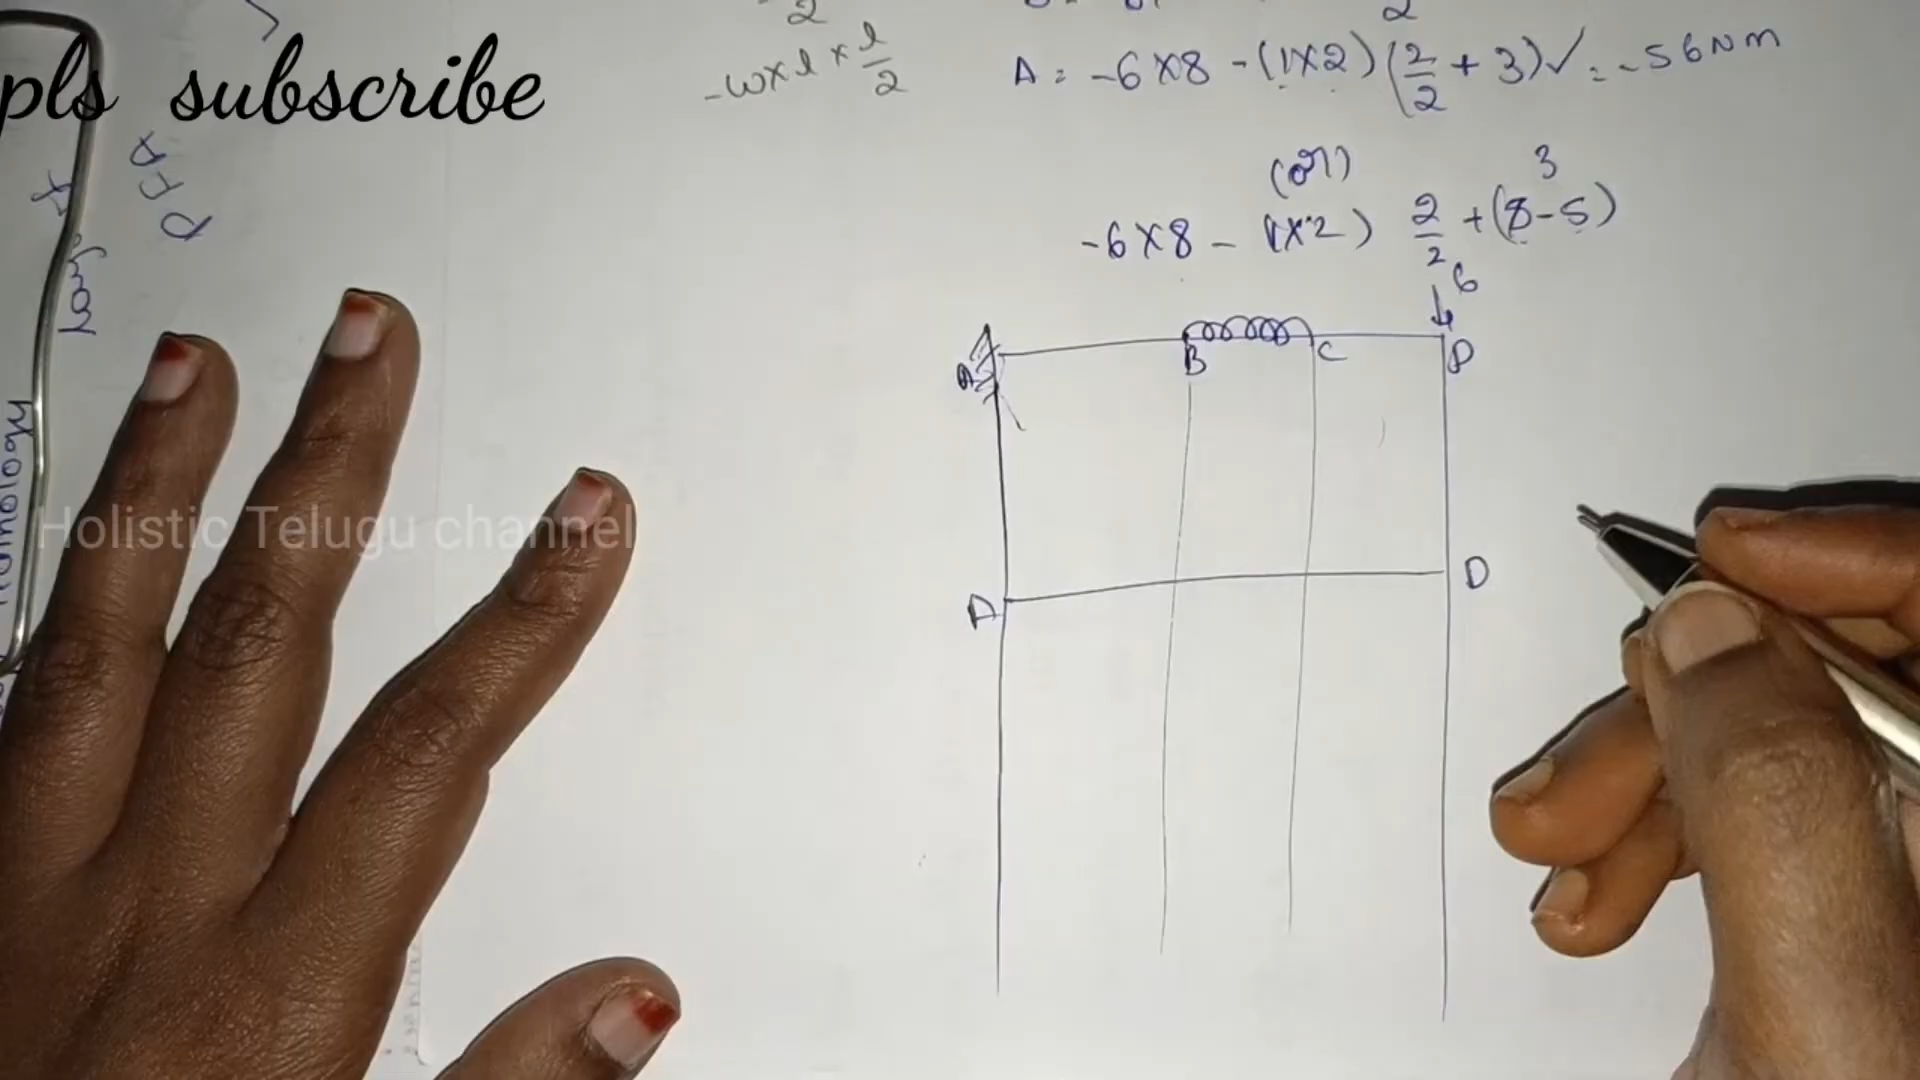 pls subscribe
-w×l×l/2
A = -6×8 -(1×2)(2/2 + 3)✓ = -56Nm
(or)
3
-6×8 - (1×2) 2/2 +(8-5)
6
A B C D
Holistic Telugu channel
D D